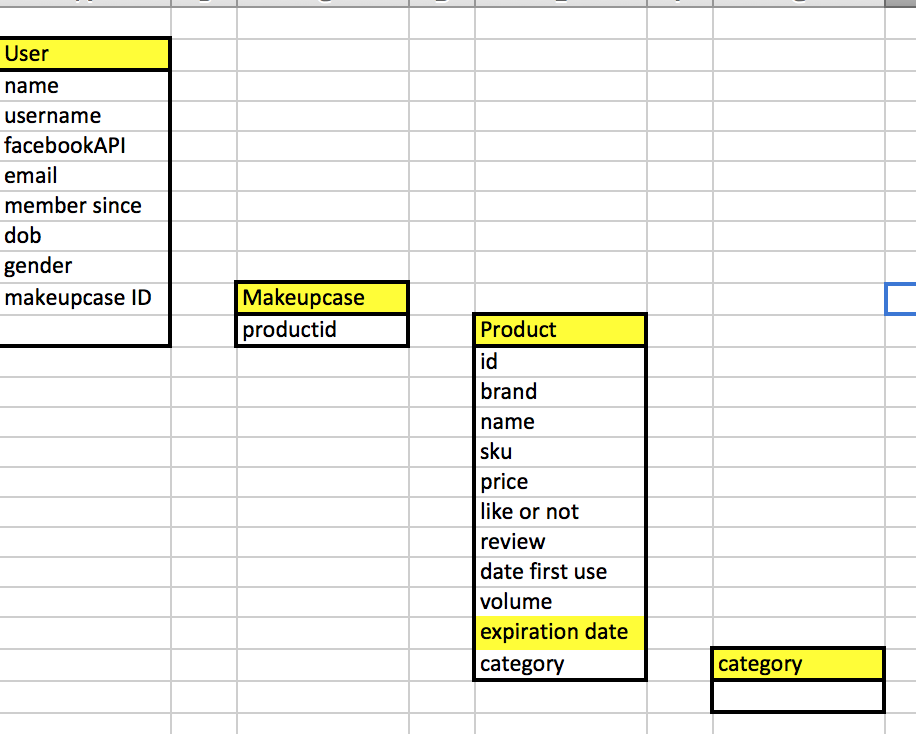 User
name
username
facebookAPI
email
member since
dob
gender
makeupcase ID
Makeupcase
productid
Product
id
brand
name
sku
price
like or not
review
date first use
volume
expiration date
category
category